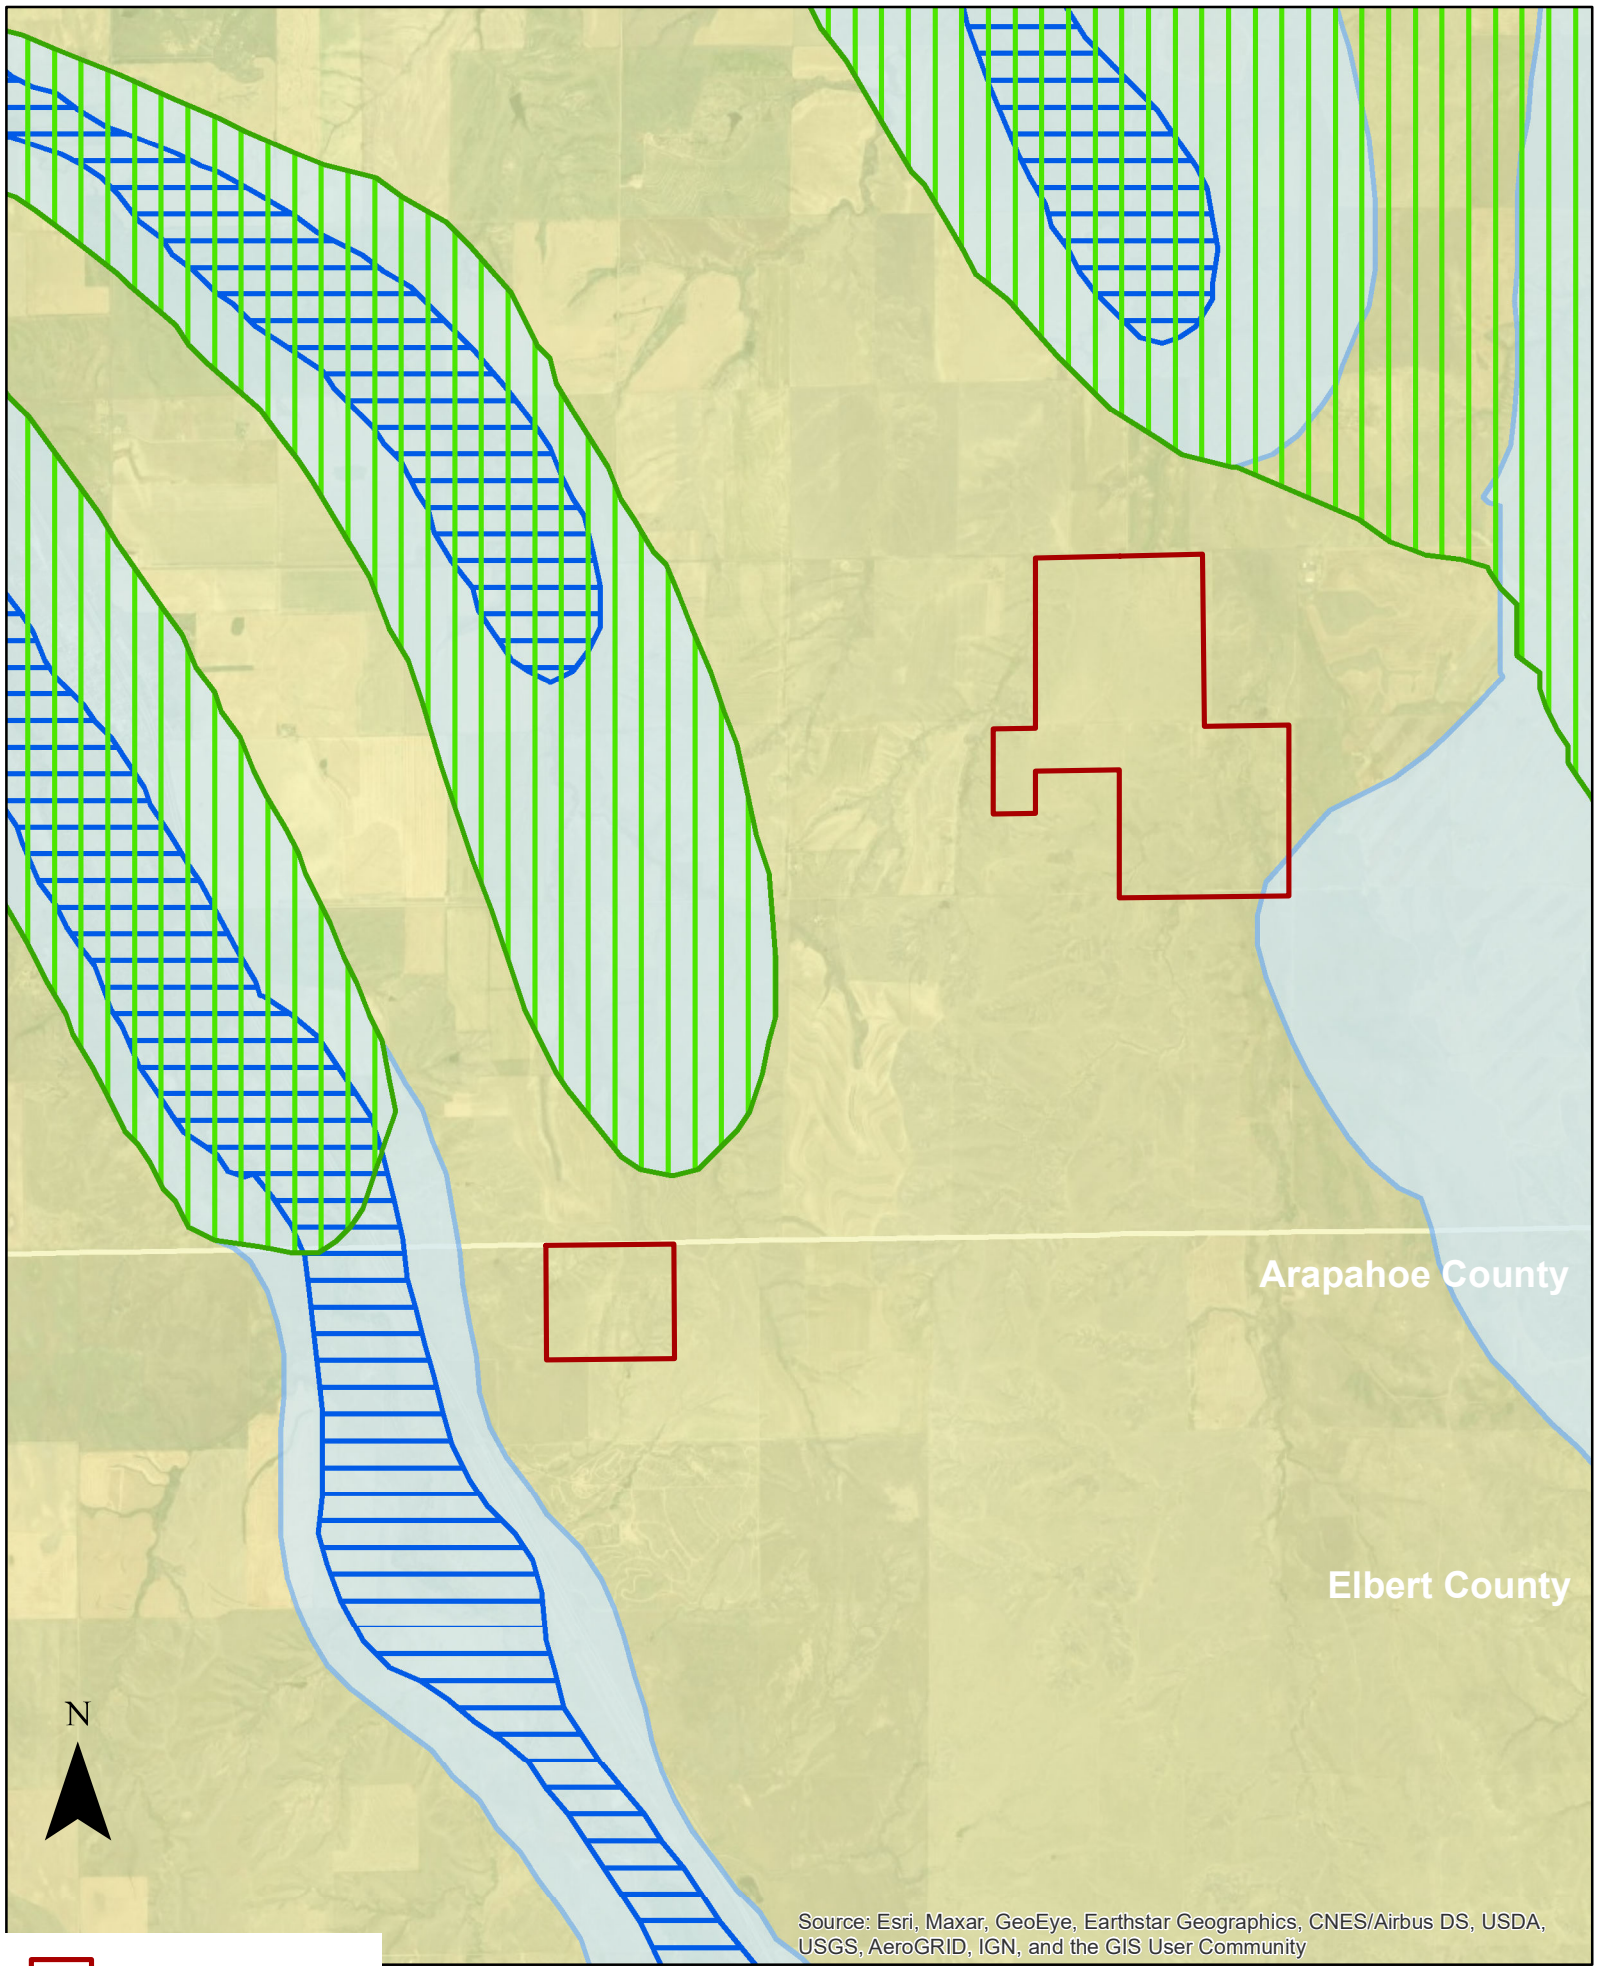 Arapahoe County
Elbert County
N
Source: Esri, Maxar, GeoEye, Earthstar Geographics, CNES/Airbus DS, USDA,
USGS, AeroGRID, IGN, and the GIS User Community